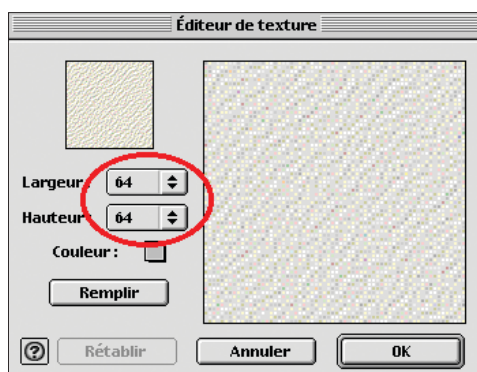 Éditeur de texture
Largeur : 64
Hauteur : 64
Couleur :
Remplir
? Rétablir Annuler OK